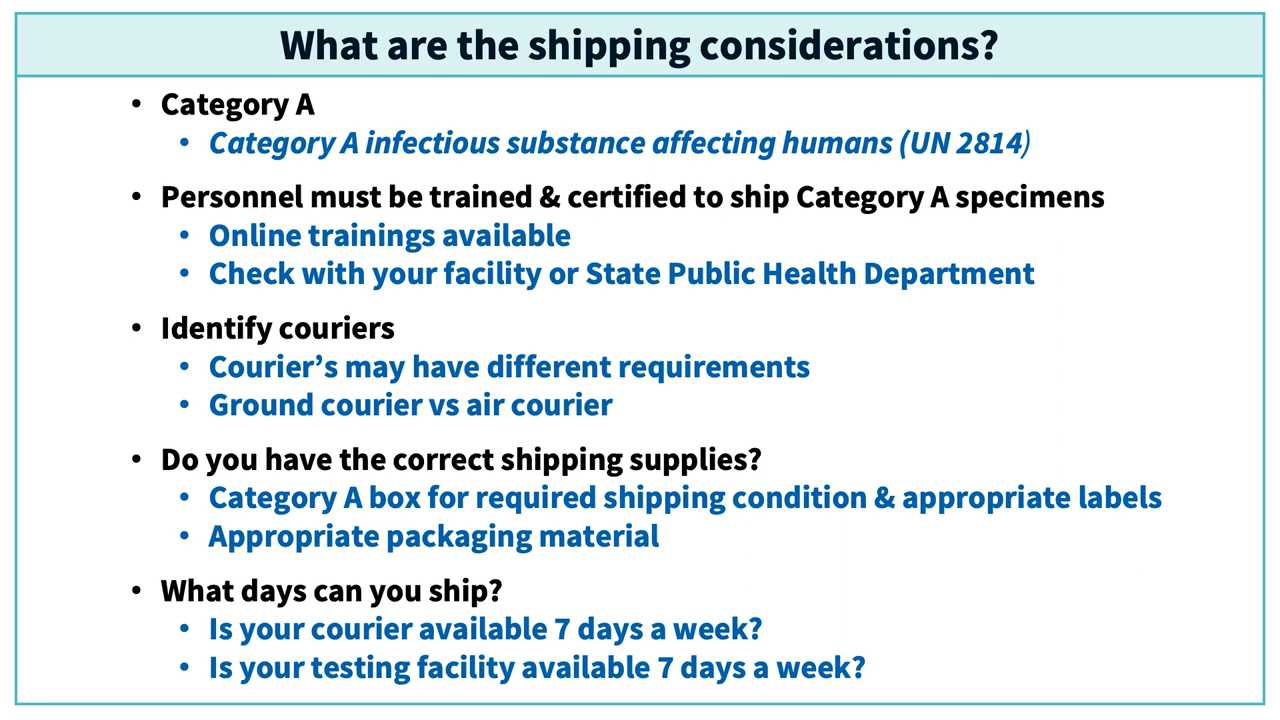 What are the shipping considerations?
• Category A
• Category A infectious substance affecting humans (UN 2814)
• Personnel must be trained & certified to ship Category A specimens
• Online trainings available
• Check with your facility or State Public Health Department
• Identify couriers
• Courier’s may have different requirements
• Ground courier vs air courier
• Do you have the correct shipping supplies?
• Category A box for required shipping condition & appropriate labels
• Appropriate packaging material
• What days can you ship?
• Is your courier available 7 days a week?
• Is your testing facility available 7 days a week?